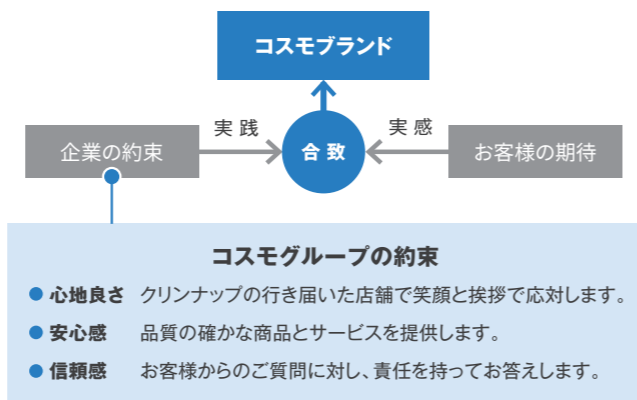 コスモブランド
企業の約束
実践
合致
実感
お客様の期待
コスモグループの約束
● 心地良さ クリンナップの行き届いた店舗で笑顔と挨拶で応対します。
● 安心感 品質の確かな商品とサービスを提供します。
● 信頼感 お客様からのご質問に対し、責任を持ってお答えします。